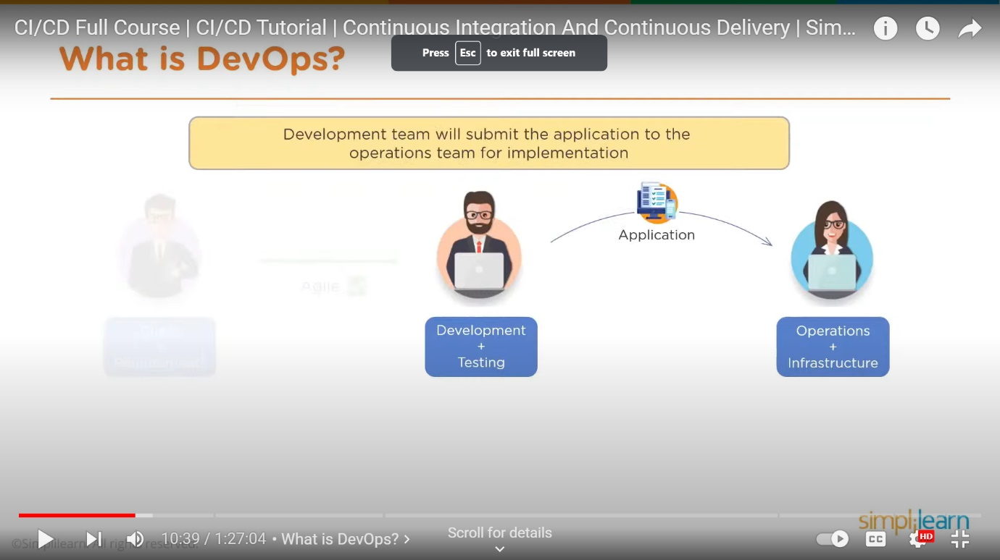 CI/CD Full Course | CI/CD Tutorial | Continuous Integration And Continuous Delivery | Sim...
Press Esc to exit full screen
What is DevOps?
Development team will submit the application to the
operations team for implementation
Application
Agile
Development
+
Testing
Operations
+
Infrastructure
simplilearn
Scroll for details
10:39 / 1:27:04 • What is DevOps? >
CC
HD
©Simplilearn. All rights reserved.